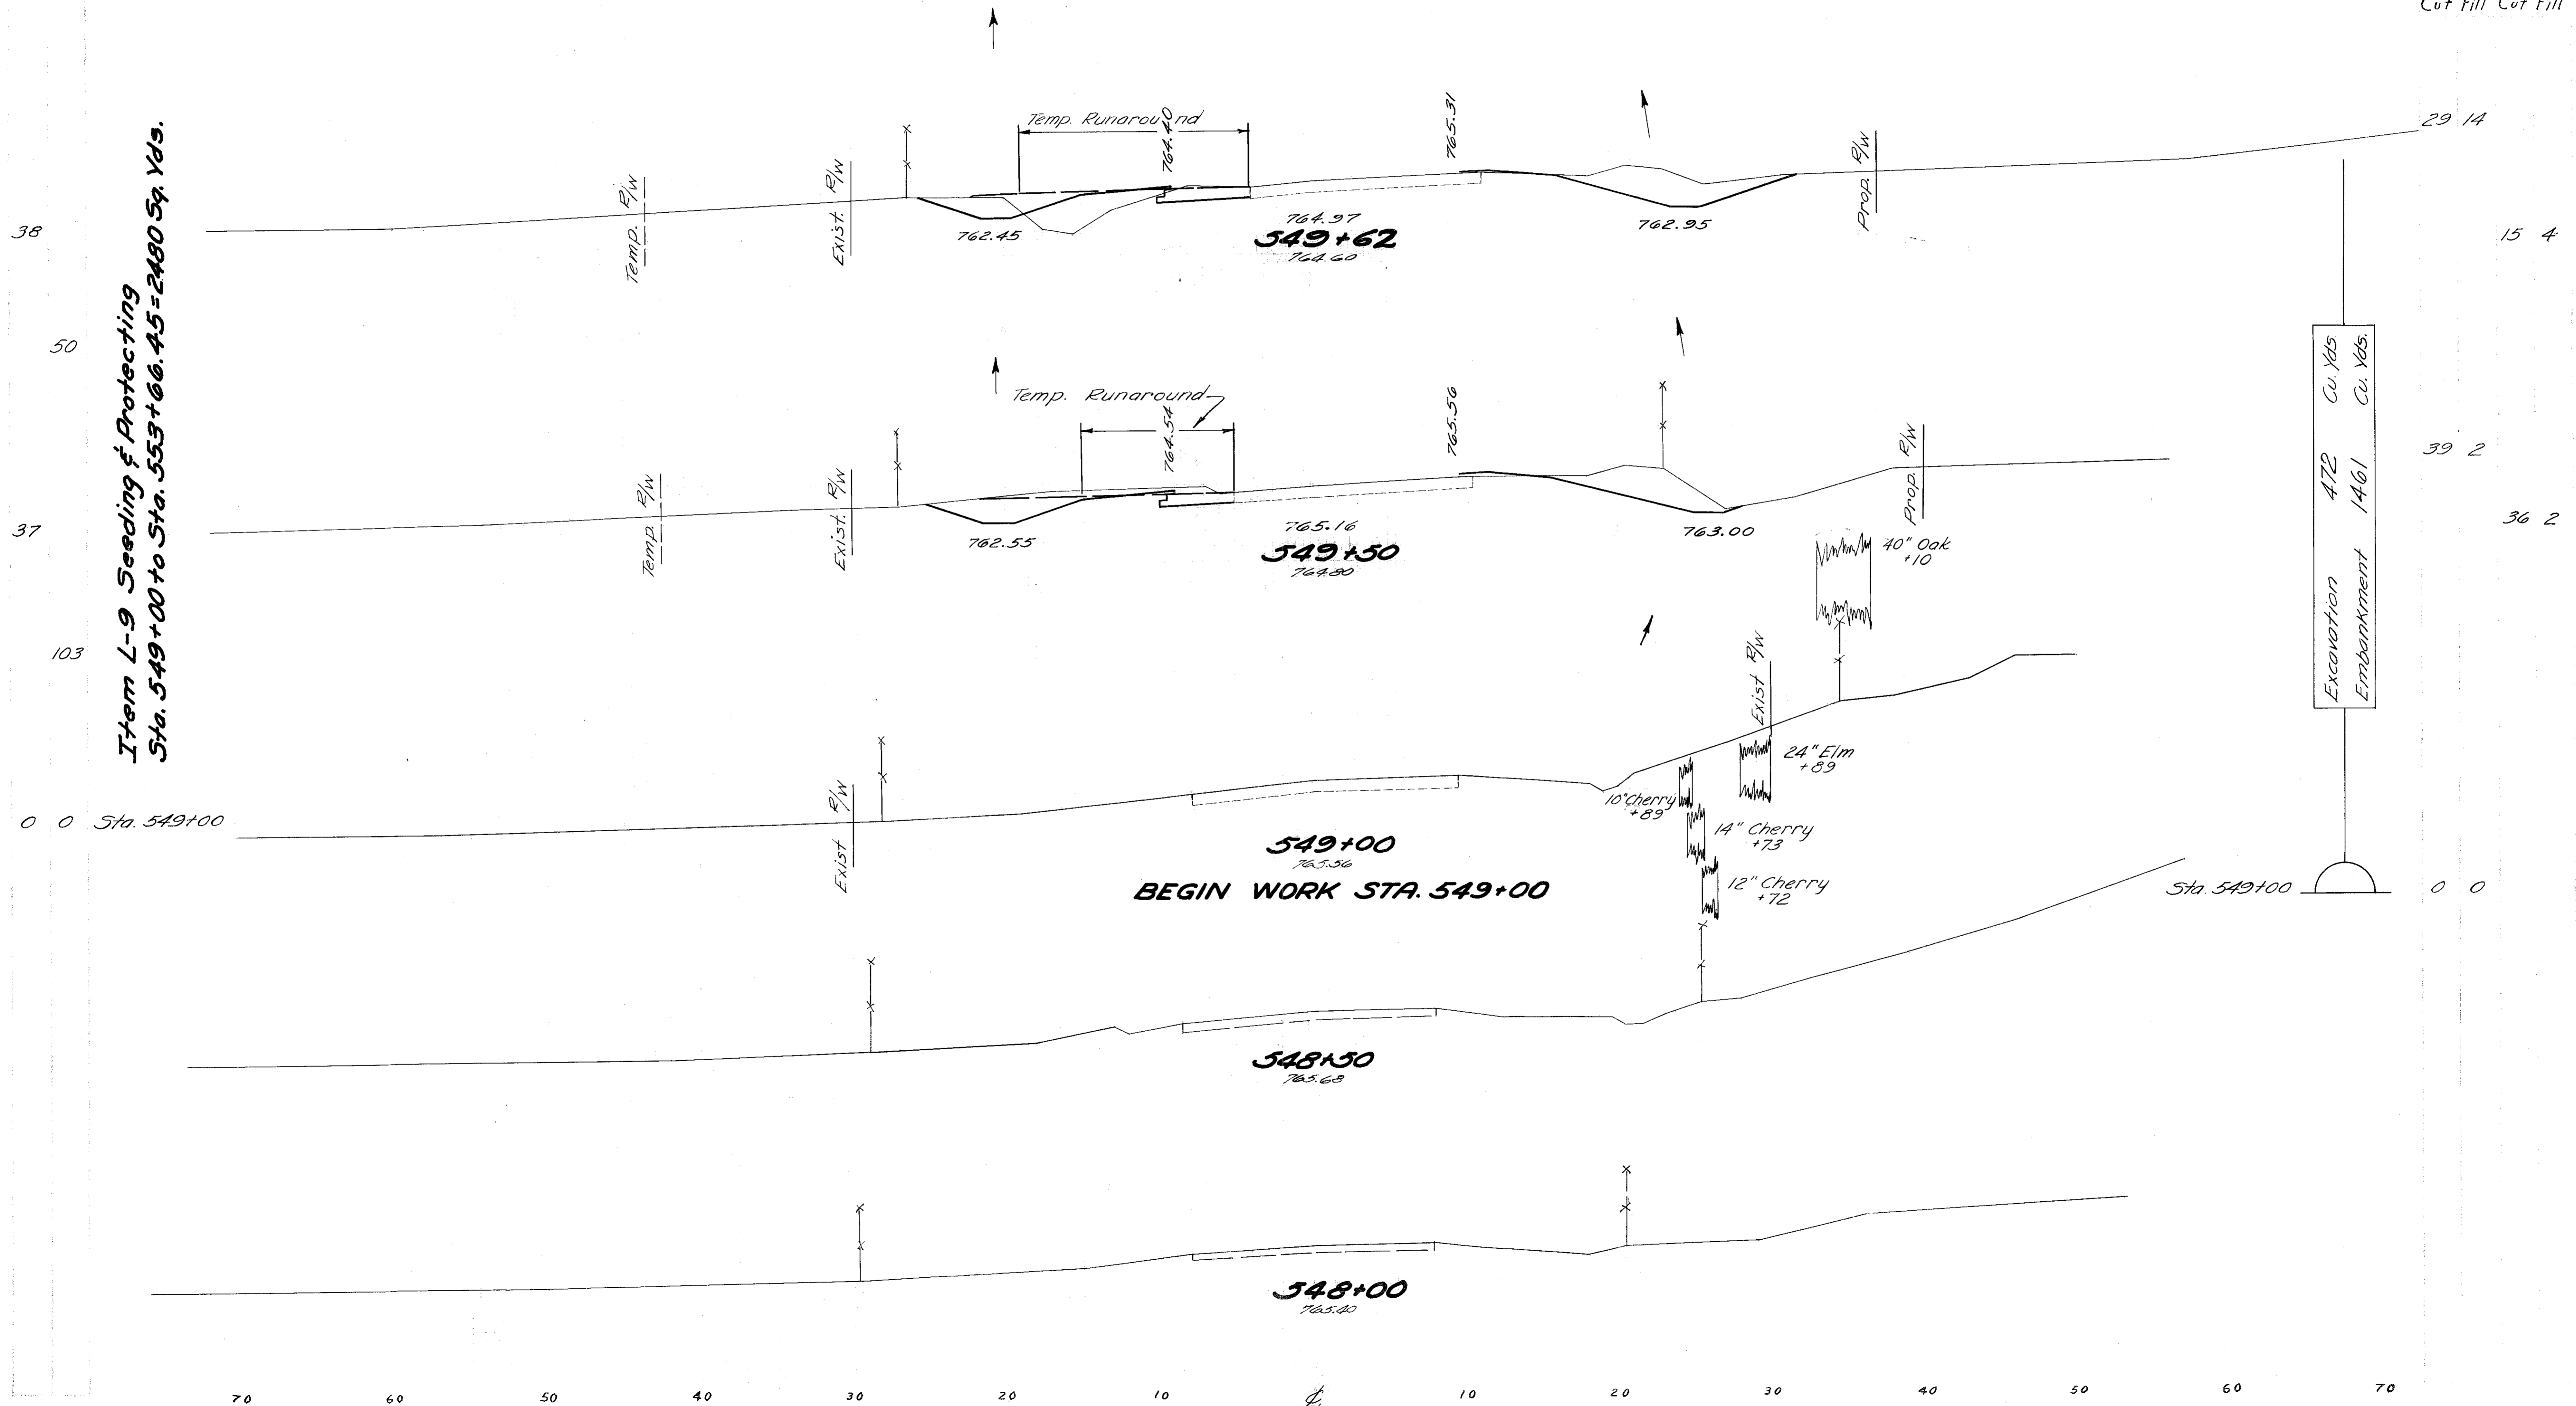 Cut Fill Cut Fill
Item L-9 Seeding & Protecting
Sta. 549+00 to Sta. 553+66.45=2480 Sq. Yds.
Temp. Runaround
764.40
765.31
29 14
Temp. R/W
Exist. R/W
Prop. R/W
38
762.45
764.97
549+62
764.60
762.95
15 4
50
Temp. Runaround
764.54
765.56
39 2
Temp. R/W
Exist. R/W
Prop. R/W
37
762.55
765.16
549+50
764.80
763.00
36 2
40" Oak
+10
Excavation 472 Cu. Yds.
Embankment 1461 Cu. Yds.
103
Exist R/W
24" Elm
+89
10" Cherry
+89
14" Cherry
+73
12" Cherry
+72
0 0 Sta. 549+00
Exist R/W
549+00
765.56
BEGIN WORK STA. 549+00
Sta. 549+00 0 0
548+50
765.68
548+00
765.40
70 60 50 40 30 20 10 ℄ 10 20 30 40 50 60 70